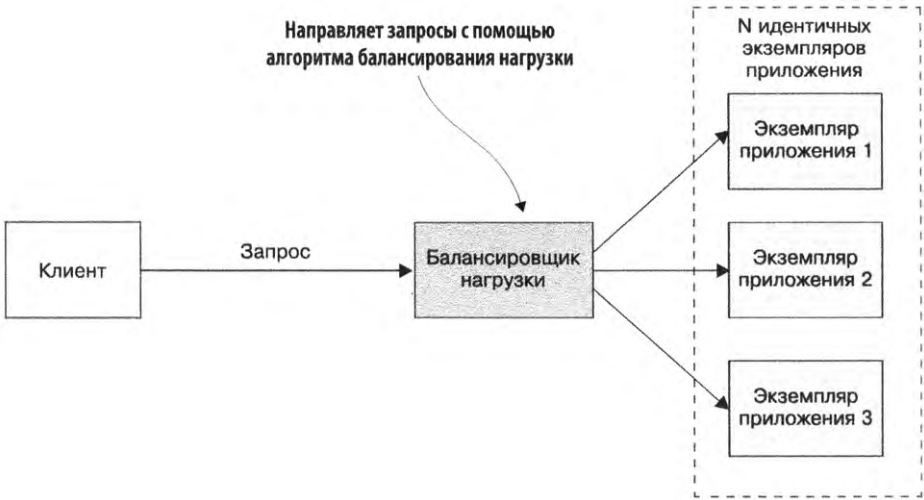 Направляет запросы с помощью
алгоритма балансирования нагрузки
N идентичных
экземпляров
приложения
Экземпляр
приложения 1
Клиент
Запрос
Балансировщик
нагрузки
Экземпляр
приложения 2
Экземпляр
приложения 3